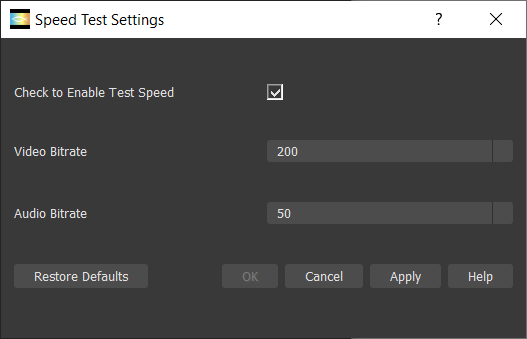 Speed Test Settings
Check to Enable Test Speed
Video Bitrate 200
Audio Bitrate 50
Restore Defaults OK Cancel Apply Help